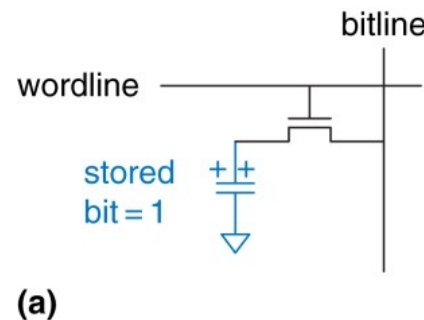 bitline
wordline
stored
+ +
bit = 1
(a)